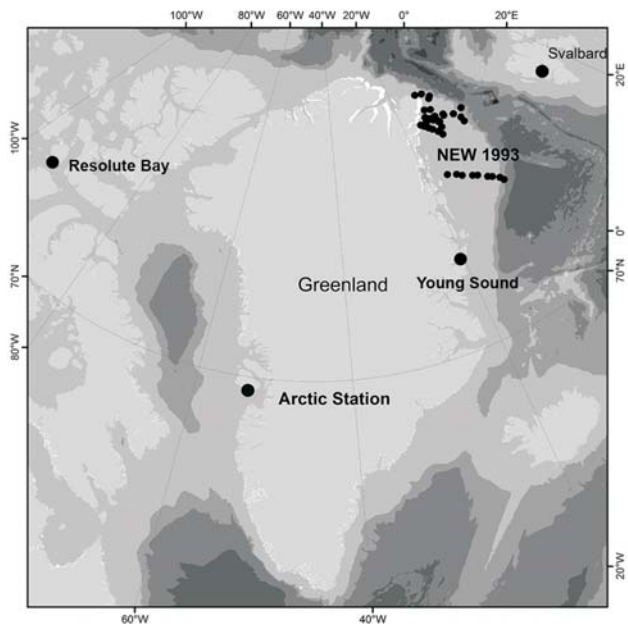 100°W 80°W 60°W 40°W 20°W 0° 20°E
Svalbard
20°E
100°W
NEW 1993
Resolute Bay
0°
70°N
70°N
Young Sound
Greenland
80°W
Arctic Station
20°W
60°W 40°W